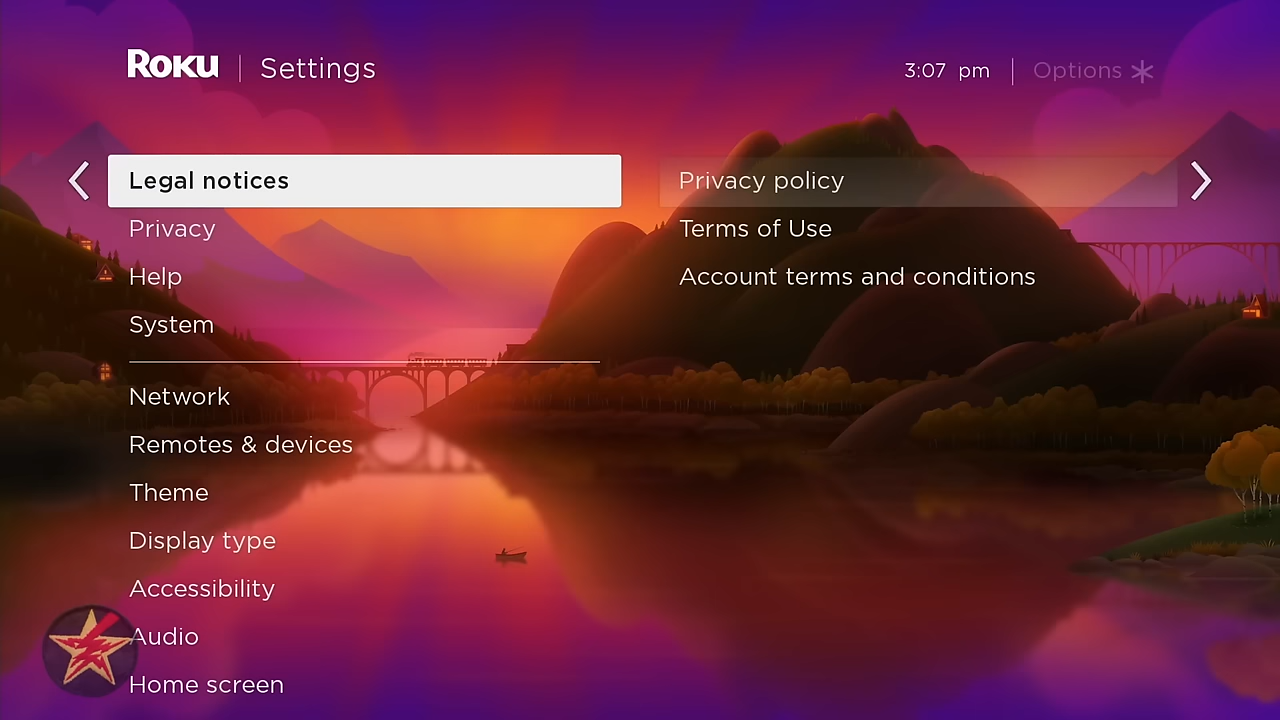 Roku | Settings
3:07 pm | Options
Legal notices
Privacy
Help
System
Network
Remotes & devices
Theme
Display type
Accessibility
Audio
Home screen
Privacy policy
Terms of Use
Account terms and conditions